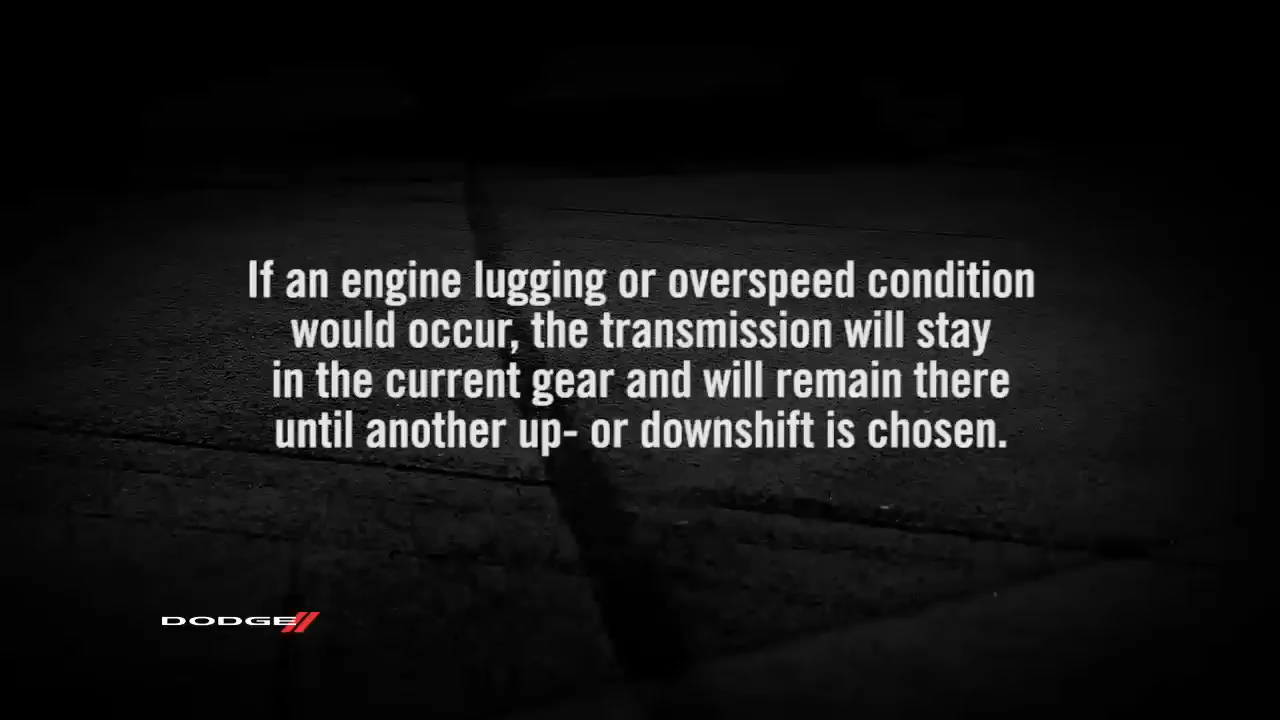 If an engine lugging or overspeed condition
would occur, the transmission will stay
in the current gear and will remain there
until another up- or downshift is chosen.
DODGE